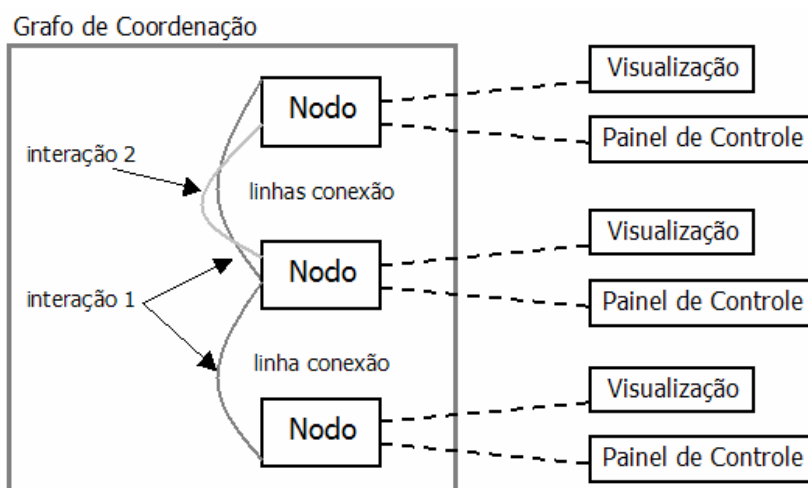 Grafo de Coordenação
Nodo
Visualização
Painel de Controle
interação 2
linhas conexão
Nodo
Visualização
Painel de Controle
interação 1
linha conexão
Nodo
Visualização
Painel de Controle